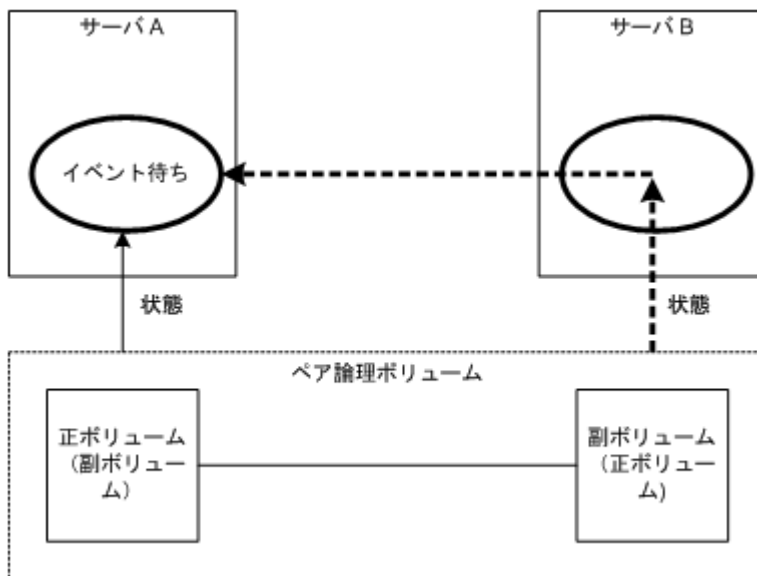 サーバA
サーバB
イベント待ち
状態
状態
ペア論理ボリューム
正ボリューム
（副ボリュー
ム）
副ボリューム
（正ボリュー
ム)